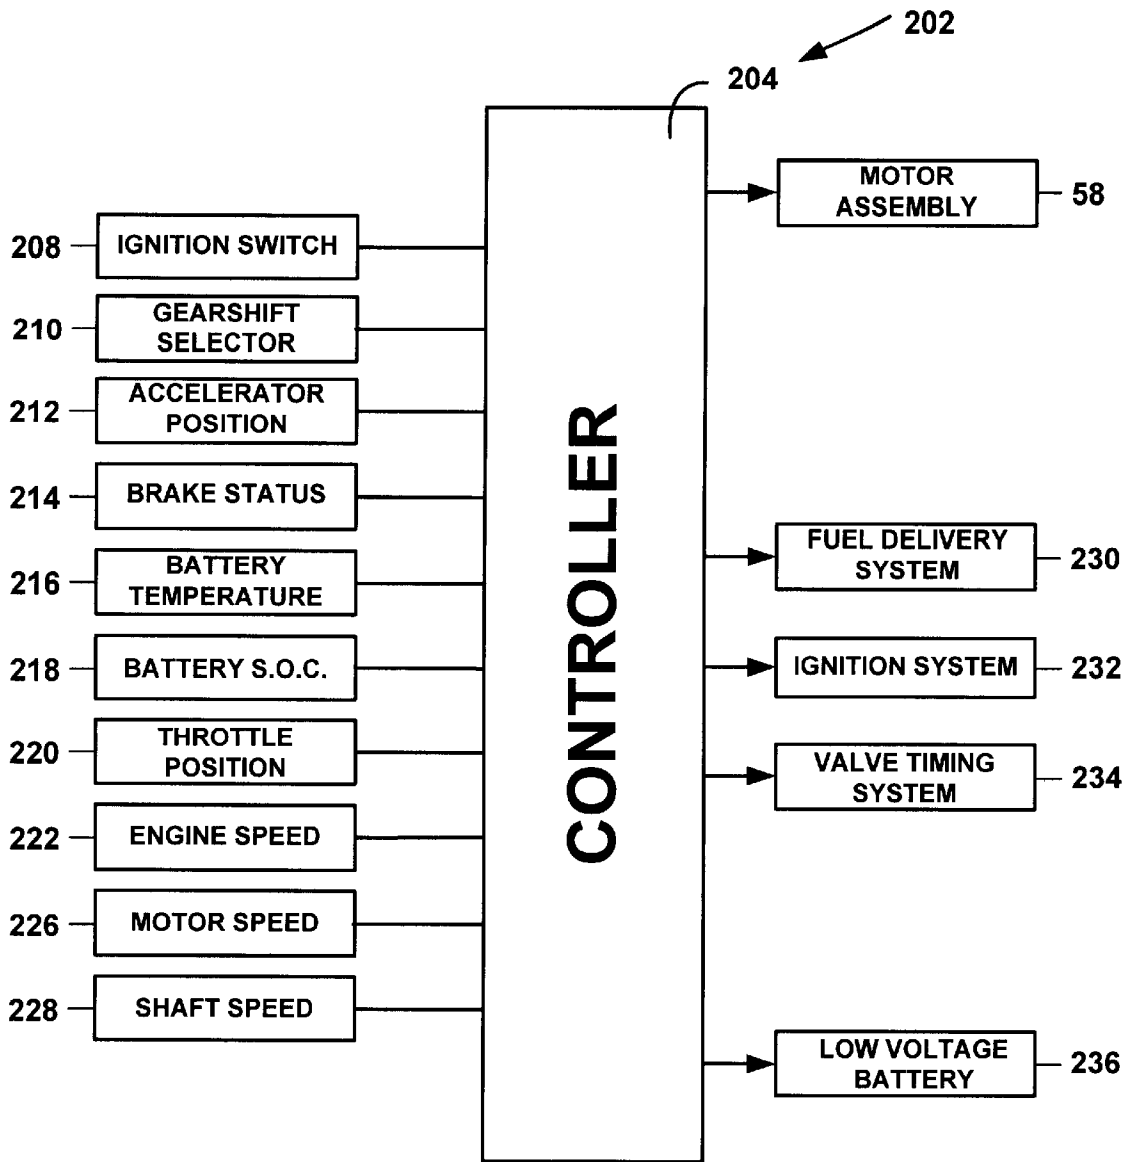 202
204
MOTOR
ASSEMBLY
58
208
IGNITION SWITCH
210
GEARSHIFT
SELECTOR
212
ACCELERATOR
POSITION
214
BRAKE STATUS
216
BATTERY
TEMPERATURE
218
BATTERY S.O.C.
220
THROTTLE
POSITION
222
ENGINE SPEED
226
MOTOR SPEED
228
SHAFT SPEED
CONTROLLER
FUEL DELIVERY
SYSTEM
230
IGNITION SYSTEM
232
VALVE TIMING
SYSTEM
234
LOW VOLTAGE
BATTERY
236